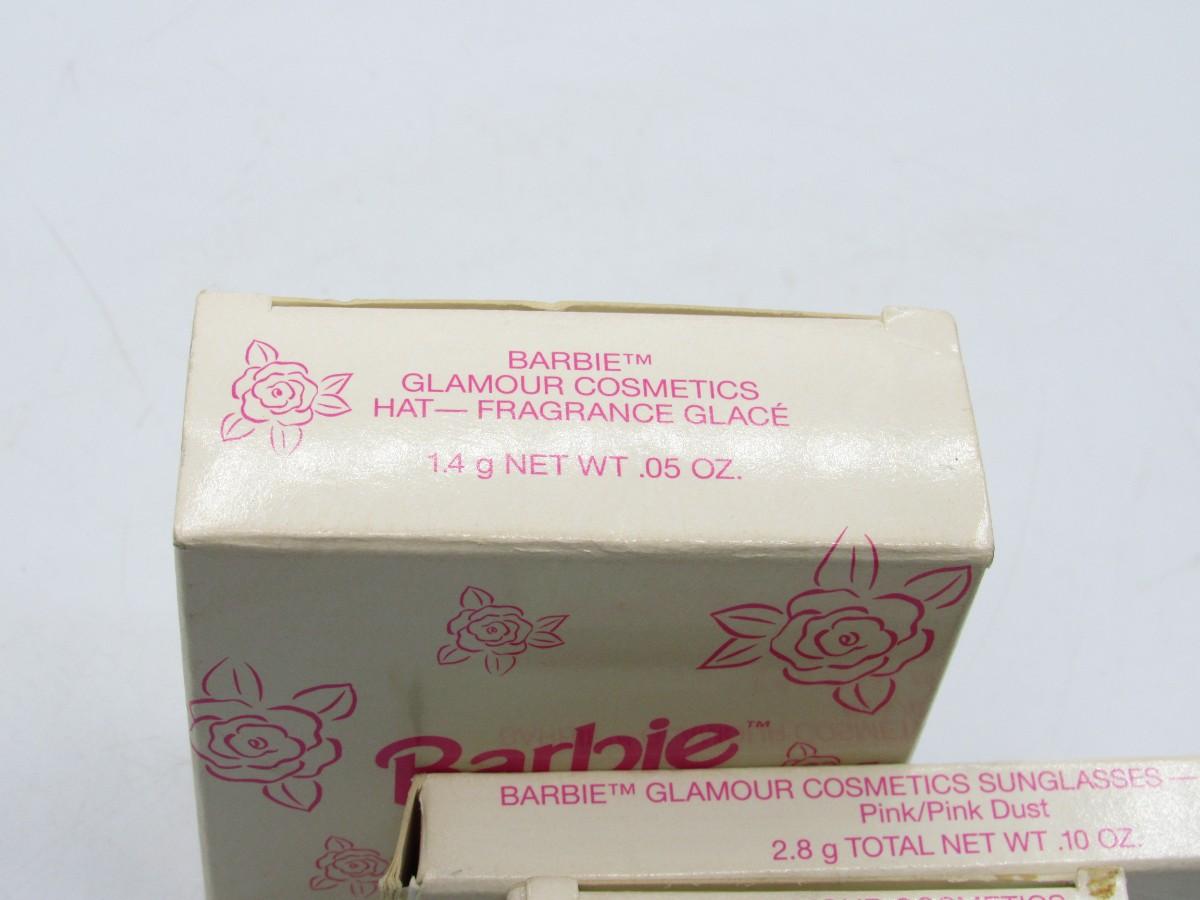 BARBIE™
GLAMOUR COSMETICS
HAT— FRAGRANCE GLACÉ
1.4 g NET WT .05 OZ.
Barbie™
BARBIE™ GLAMOUR COSMETICS SUNGLASSES —
Pink/Pink Dust
2.8 g TOTAL NET WT .10 OZ.
COSMETICS